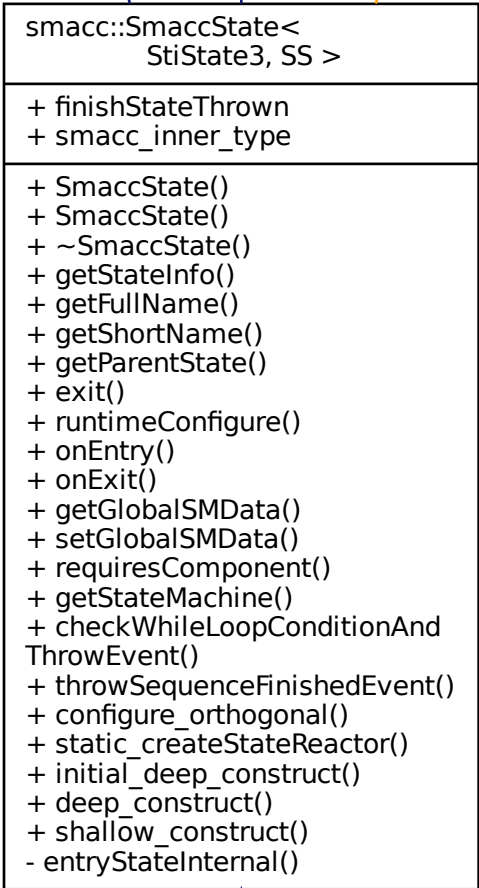 smacc::SmaccState<
StiState3, SS >
+ finishStateThrown
+ smacc_inner_type
+ SmaccState()
+ SmaccState()
+ ~SmaccState()
+ getStateInfo()
+ getFullName()
+ getShortName()
+ getParentState()
+ exit()
+ runtimeConfigure()
+ onEntry()
+ onExit()
+ getGlobalSMData()
+ setGlobalSMData()
+ requiresComponent()
+ getStateMachine()
+ checkWhileLoopConditionAnd
ThrowEvent()
+ throwSequenceFinishedEvent()
+ configure_orthogonal()
+ static_createStateReactor()
+ initial_deep_construct()
+ deep_construct()
+ shallow_construct()
- entryStateInternal()